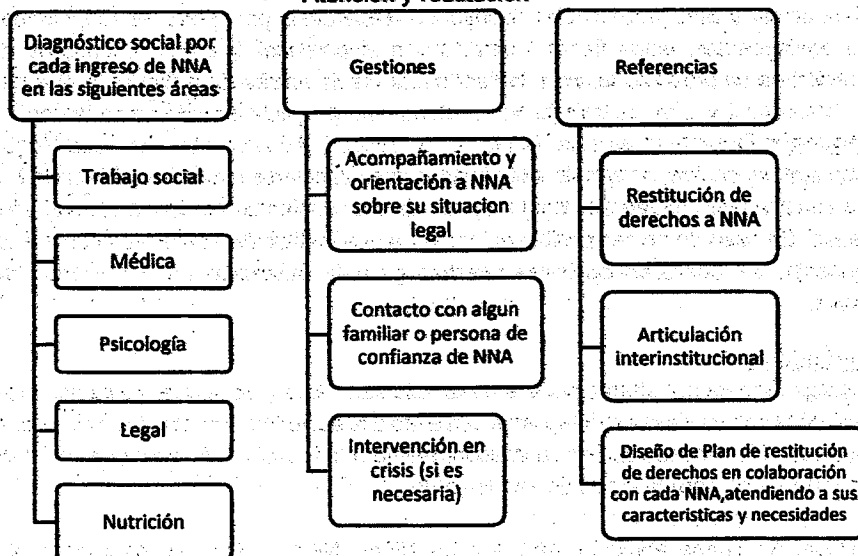 Diagnóstico social por
cada ingreso de NNA
en las siguientes áreas
Trabajo social
Médica
Psicología
Legal
Nutrición
Gestiones
Acompañamiento y
orientación a NNA
sobre su situacion
legal
Contacto con algun
familiar o persona de
confianza de NNA
Intervención en
crisis (si es
necesaria)
Referencias
Restitución de
derechos a NNA
Articulación
interinstitucional
Diseño de Plan de restitución
de derechos en colaboración
con cada NNA,atendiendo a sus
caracteristicas y necesidades